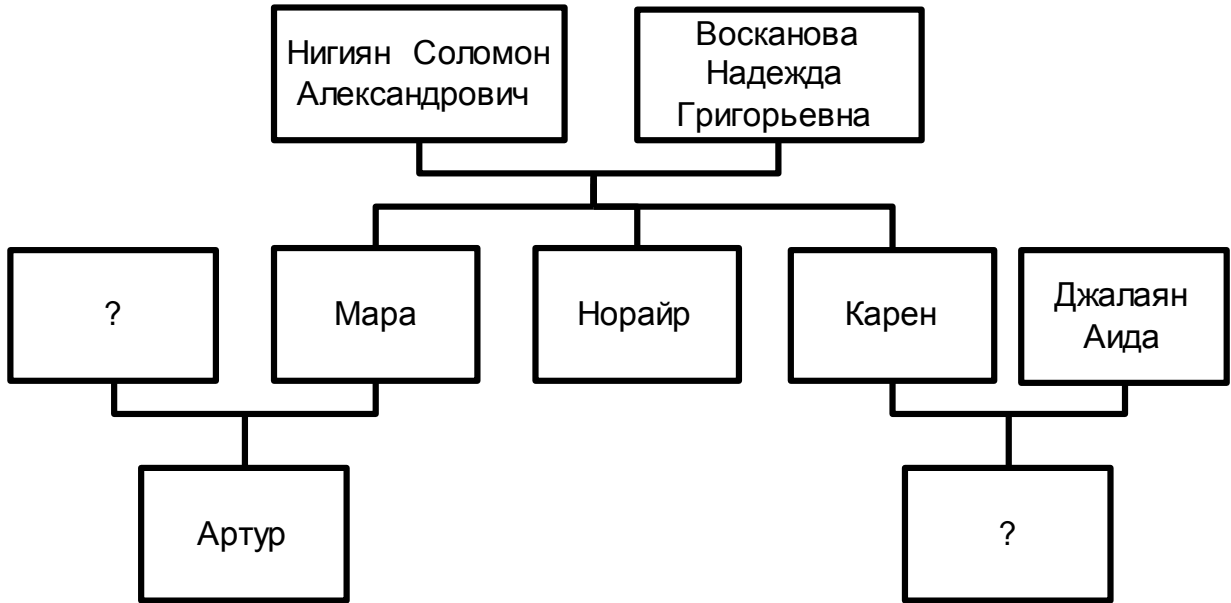 Нигиян Соломон
Александрович
Восканова
Надежда
Григорьевна
?
Мара
Норайр
Карен
Джалаян
Аида
Артур
?